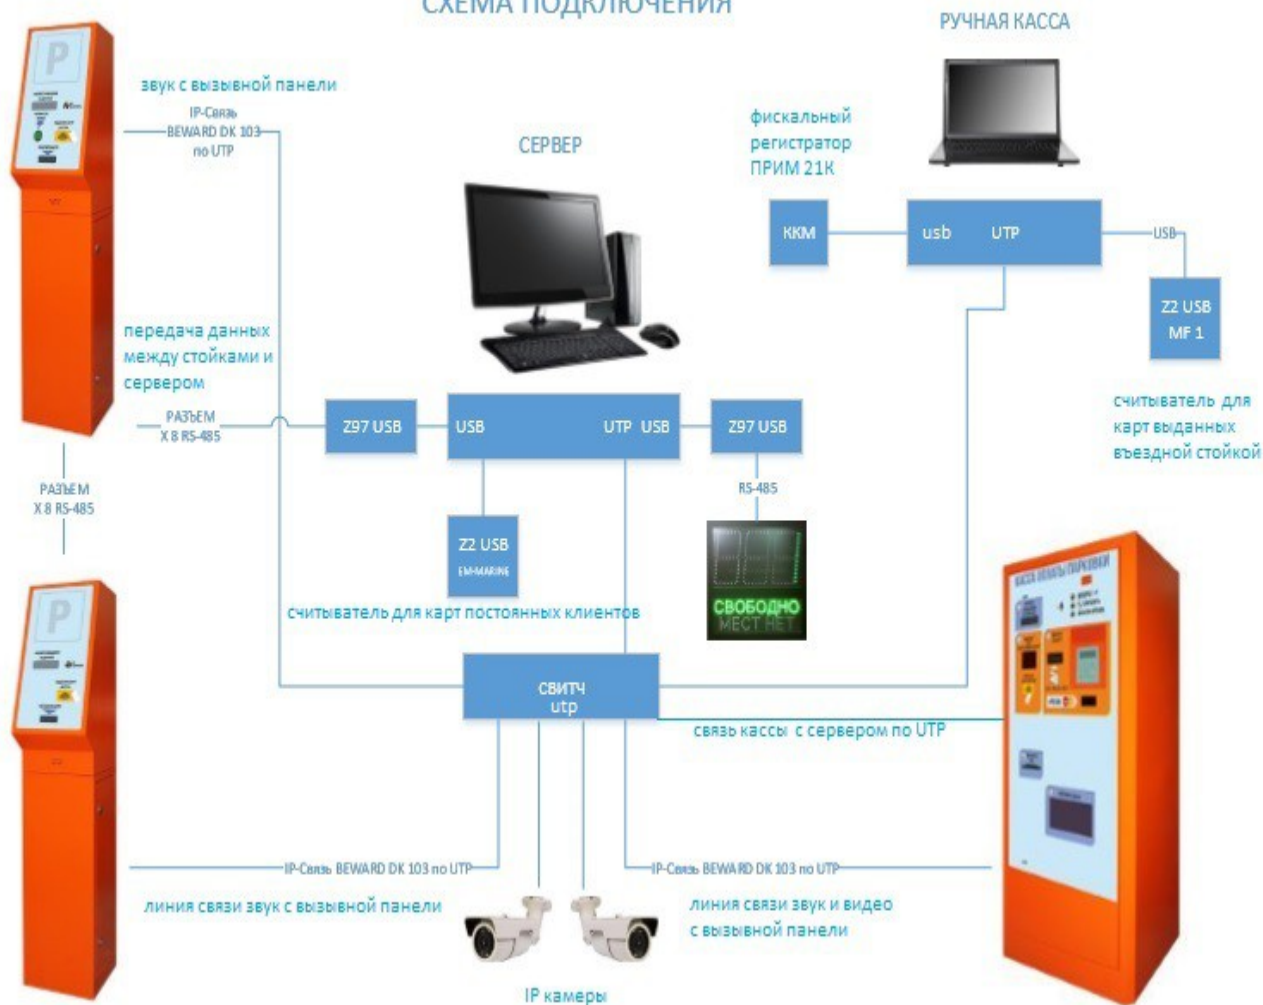 СХЕМА ПОДКЛЮЧЕНИЯ
РУЧНАЯ КАССА
звук с вызывной панели
IP-Связь
BEWARD DK 103
по UTP
СЕРВЕР
фискальный
регистратор
ПРИМ 21К
ККМ
usb UTP
USB
Z2 USB
MF 1
считыватель для
карт выданных
въездной стойкой
передача данных
между стойками и
сервером
РАЗЪЕМ
X 8 RS-485
Z97 USB
USB
UTP USB
Z97 USB
RS-485
РАЗЪЕМ
X 8 RS-485
Z2 USB
EM-MARINE
считыватель для карт постоянных клиентов
СВОБОДНО
МЕСТ НЕТ
P
P
КАССА ОПЛАТЫ ПАРКОВКИ
СВИТЧ
utp
связь кассы с сервером по UTP
IP-Связь BEWARD DK 103 по UTP
IP-Связь BEWARD DK 103 по UTP
линия связи звук с вызывной панели
линия связи звук и видео
с вызывной панели
IP камеры